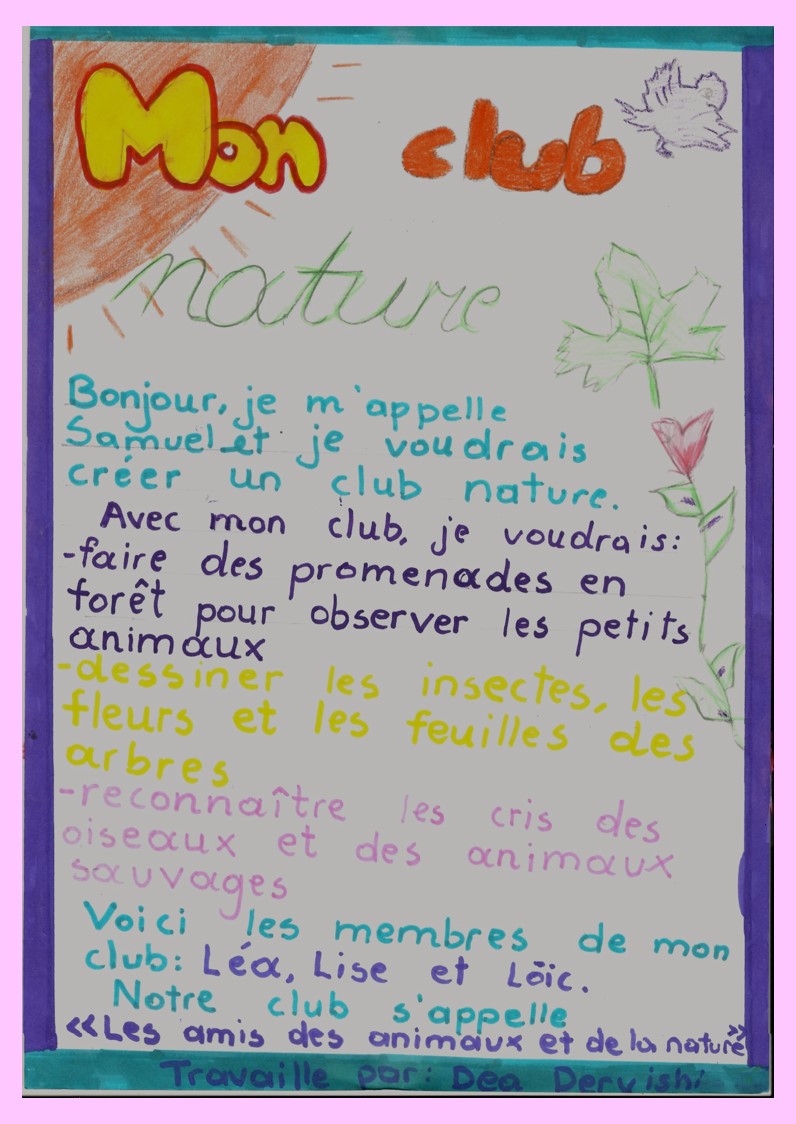 Mon club
nature
Bonjour, je m'appelle
Samuel et je voudrais
créer un club nature.
Avec mon club, je voudrais:
-faire des promenades en
forêt pour observer les petits
animaux
-dessiner les insectes, les
fleurs et les feuilles des
arbres
-reconnaître les cris des
oiseaux et des animaux
sauvages
Voici les membres de mon
club: Léa, Lise et Loïc.
Notre club s'appelle
«Les amis des animaux et de la nature»
Travaille par: Dea Dervishi